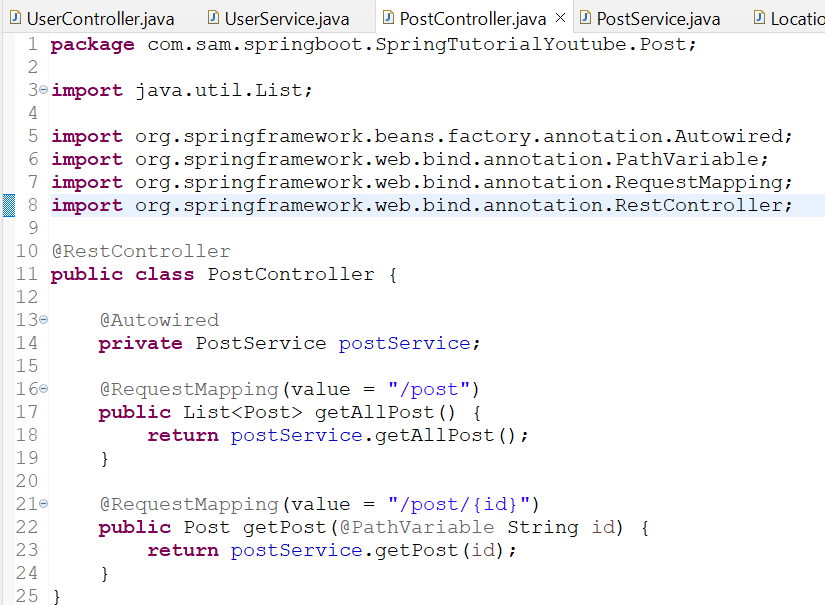 UserController.java UserService.java PostController.java PostService.java Locatio
1 package com.sam.springboot.SpringTutorialYoutube.Post;
2
3 import java.util.List;
4
5 import org.springframework.beans.factory.annotation.Autowired;
6 import org.springframework.web.bind.annotation.PathVariable;
7 import org.springframework.web.bind.annotation.RequestMapping;
8 import org.springframework.web.bind.annotation.RestController;
9
10 @RestController
11 public class PostController {
12
13     @Autowired
14     private PostService postService;
15
16     @RequestMapping(value = "/post")
17     public List<Post> getAllPost() {
18         return postService.getAllPost();
19     }
20
21     @RequestMapping(value = "/post/{id}")
22     public Post getPost(@PathVariable String id) {
23         return postService.getPost(id);
24     }
25 }